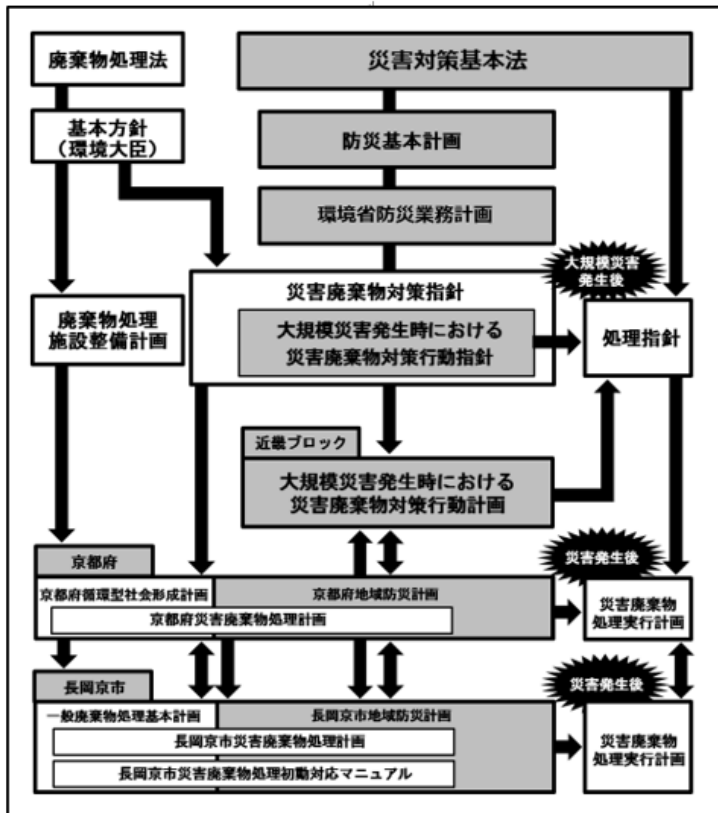 廃棄物処理法
災害対策基本法
基本方針
（環境大臣）
防災基本計画
環境省防災業務計画
大規模災害
発生後
災害廃棄物対策指針
廃棄物処理
施設整備計画
大規模災害発生時における
災害廃棄物対策行動指針
処理指針
近畿ブロック
大規模災害発生時における
災害廃棄物対策行動計画
京都府
災害発生後
京都府循環型社会形成計画
京都府地域防災計画
京都府災害廃棄物処理計画
災害廃棄物
処理実行計画
長岡京市
災害発生後
一般廃棄物処理基本計画
長岡京市地域防災計画
長岡京市災害廃棄物処理計画
長岡京市災害廃棄物処理初動対応マニュアル
災害廃棄物
処理実行計画